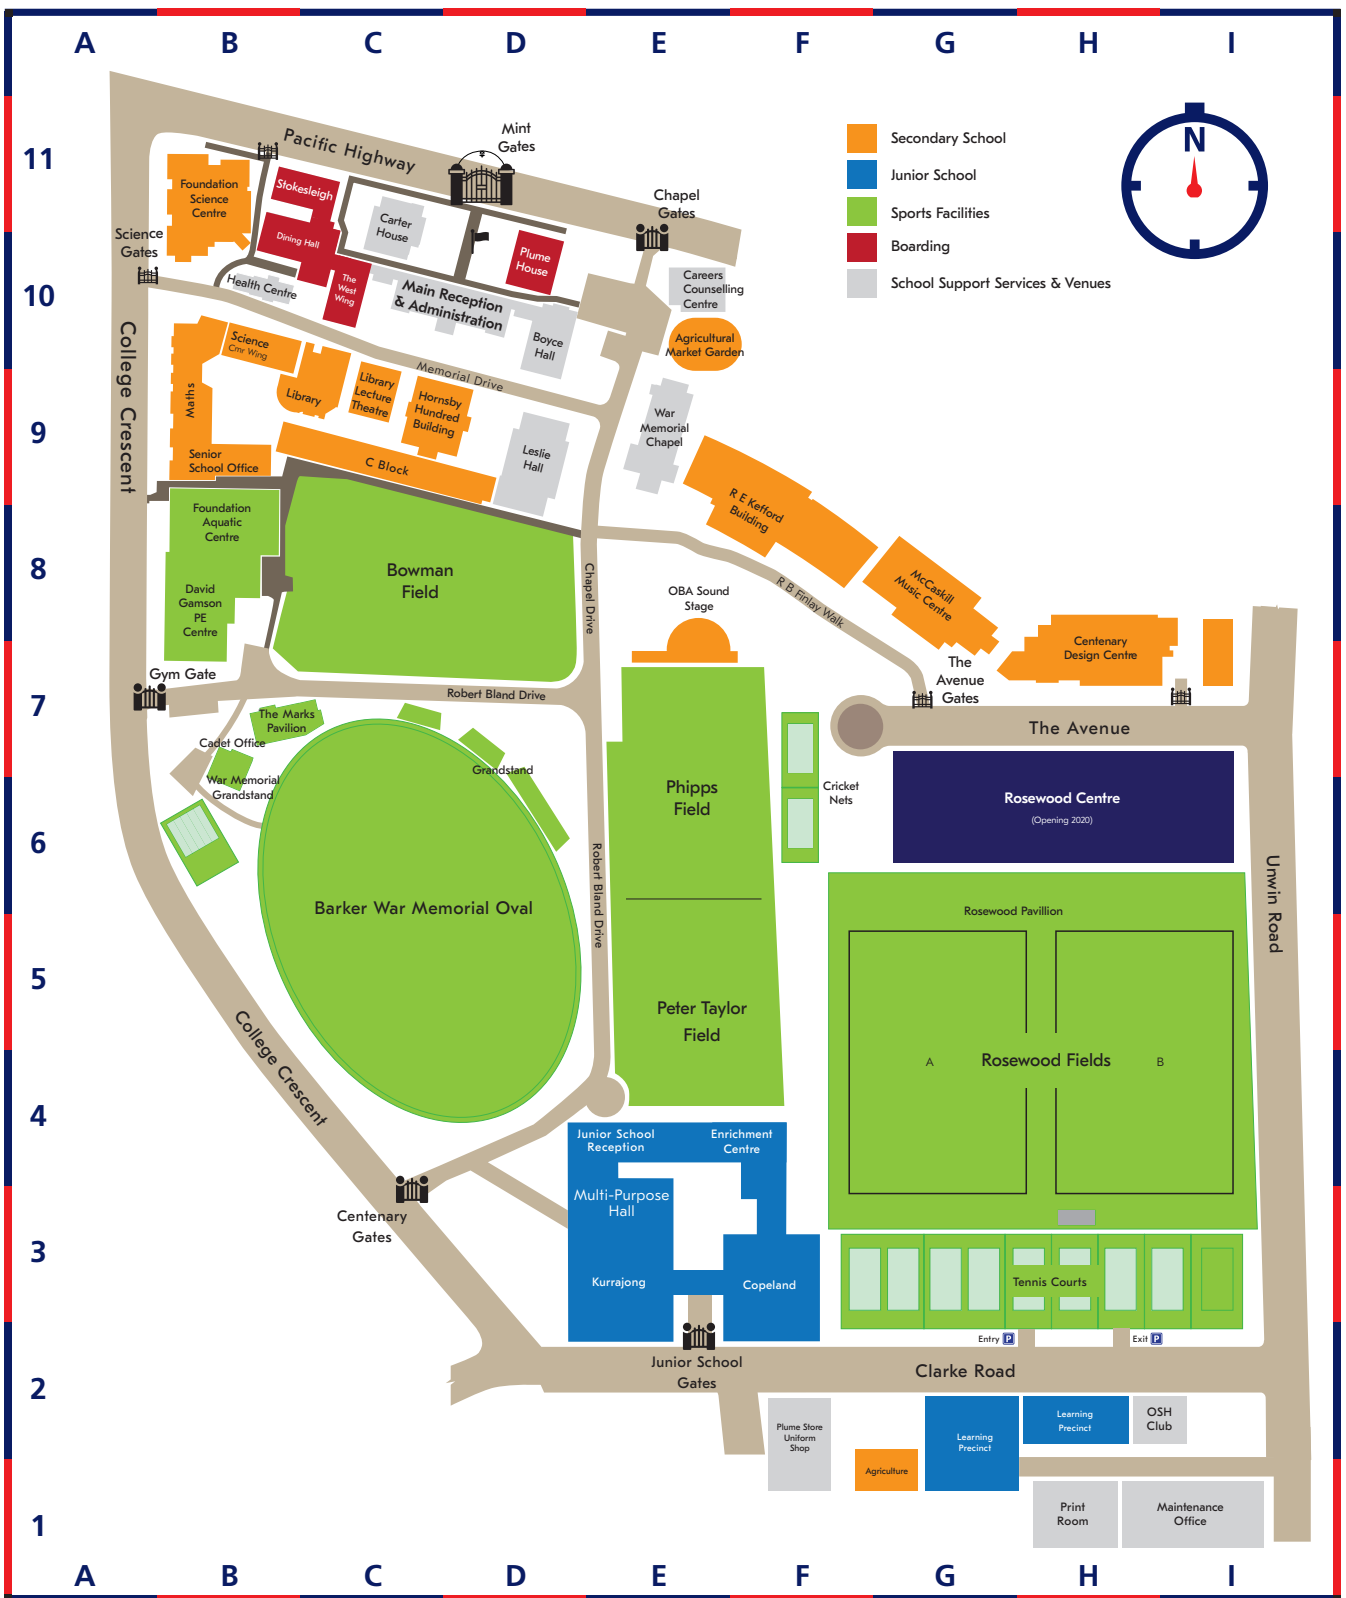 A B C D E F G H I
11
10
9
8
7
6
5
4
3
2
1
Pacific Highway
Mint
Gates
Chapel
Gates
Secondary School
Junior School
Sports Facilities
Boarding
School Support Services & Venues
N
Foundation
Science
Centre
Stokesleigh
Carter
House
Dining Hall
Plume
House
Science
Gates
The
West
Wing
Health Centre
Main Reception
& Administration
Careers
Counselling
Centre
Boyce
Hall
Agricultural
Market Garden
College Crescent
Science
Cmr Wing
Maths
Library
Library
Lecture
Theatre
Memorial Drive
Hornsby
Hundred
Building
War
Memorial
Chapel
Senior
School Office
C Block
Leslie
Hall
R E Kefford
Building
Foundation
Aquatic
Centre
David
Gamson
PE
Centre
Bowman
Field
Chapel Drive
OBA Sound
Stage
R B Finlay Walk
McCaskill
Music Centre
Centenary
Design Centre
The
Avenue
Gates
Gym Gate
Robert Bland Drive
The Marks
Pavilion
Cadet Office
War Memorial
Grandstand
Grandstand
Phipps
Field
Cricket
Nets
The Avenue
Rosewood Centre
(Opening 2020)
Unwin Road
Barker War Memorial Oval
Robert Bland Drive
Rosewood Pavillion
Peter Taylor
Field
A
Rosewood Fields
B
College Crescent
Centenary
Gates
Junior School
Reception
Enrichment
Centre
Multi-Purpose
Hall
Kurrajong
Copeland
Tennis Courts
Entry P
Exit P
Junior School
Gates
Clarke Road
Plume Store
Uniform
Shop
Agriculture
Learning
Precinct
Learning
Precinct
OSH
Club
Print
Room
Maintenance
Office
A B C D E F G H I